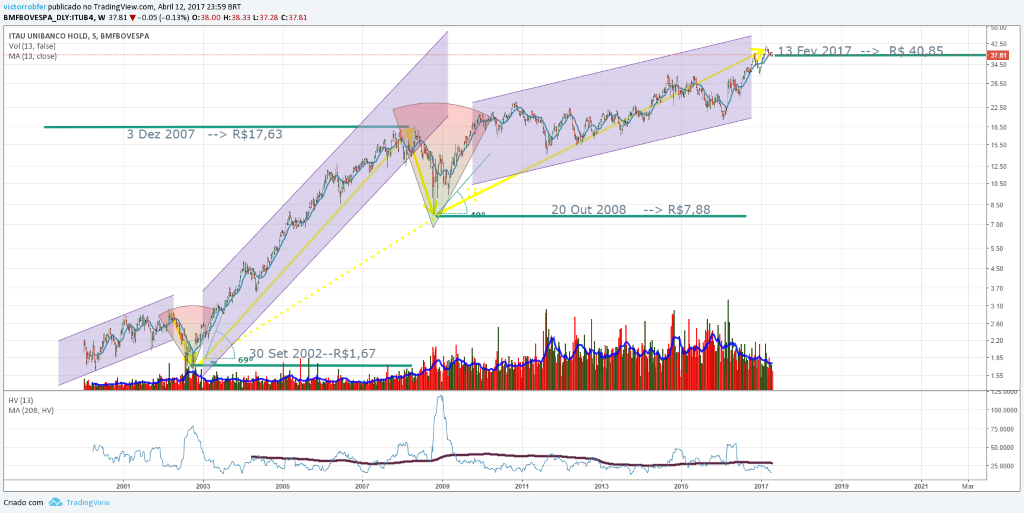 victorrobfer publicado no TradingView.com, Abril 12, 2017 23:59 BRT
BMFBOVESPA_DLY:ITUB4, W 37.81 ▼ −0.05 (−0.13%) O:38.00 H:38.33 L:37.28 C:37.81
ITAU UNIBANCO HOLD, S, BMFBOVESPA
Vol (13, false)
MA (13, close)
50.00
42.50
37.81
34.50
28.50
22.50
18.50
15.50
12.50
10.50
8.50
7.00
5.50
4.50
3.70
3.10
2.60
2.20
1.85
1.55
13 Fev 2017 --> R$ 40,85
3 Dez 2007 --> R$17,63
20 Out 2008 --> R$7,88
49º
30 Set 2002--R$1,67
69º
HV (13)
MA (208, HV)
125.0000
100.0000
75.0000
50.0000
25.0000
2001 2003 2005 2007 2009 2011 2013 2015 2017 2019 2021 Mar
Criado com TradingView